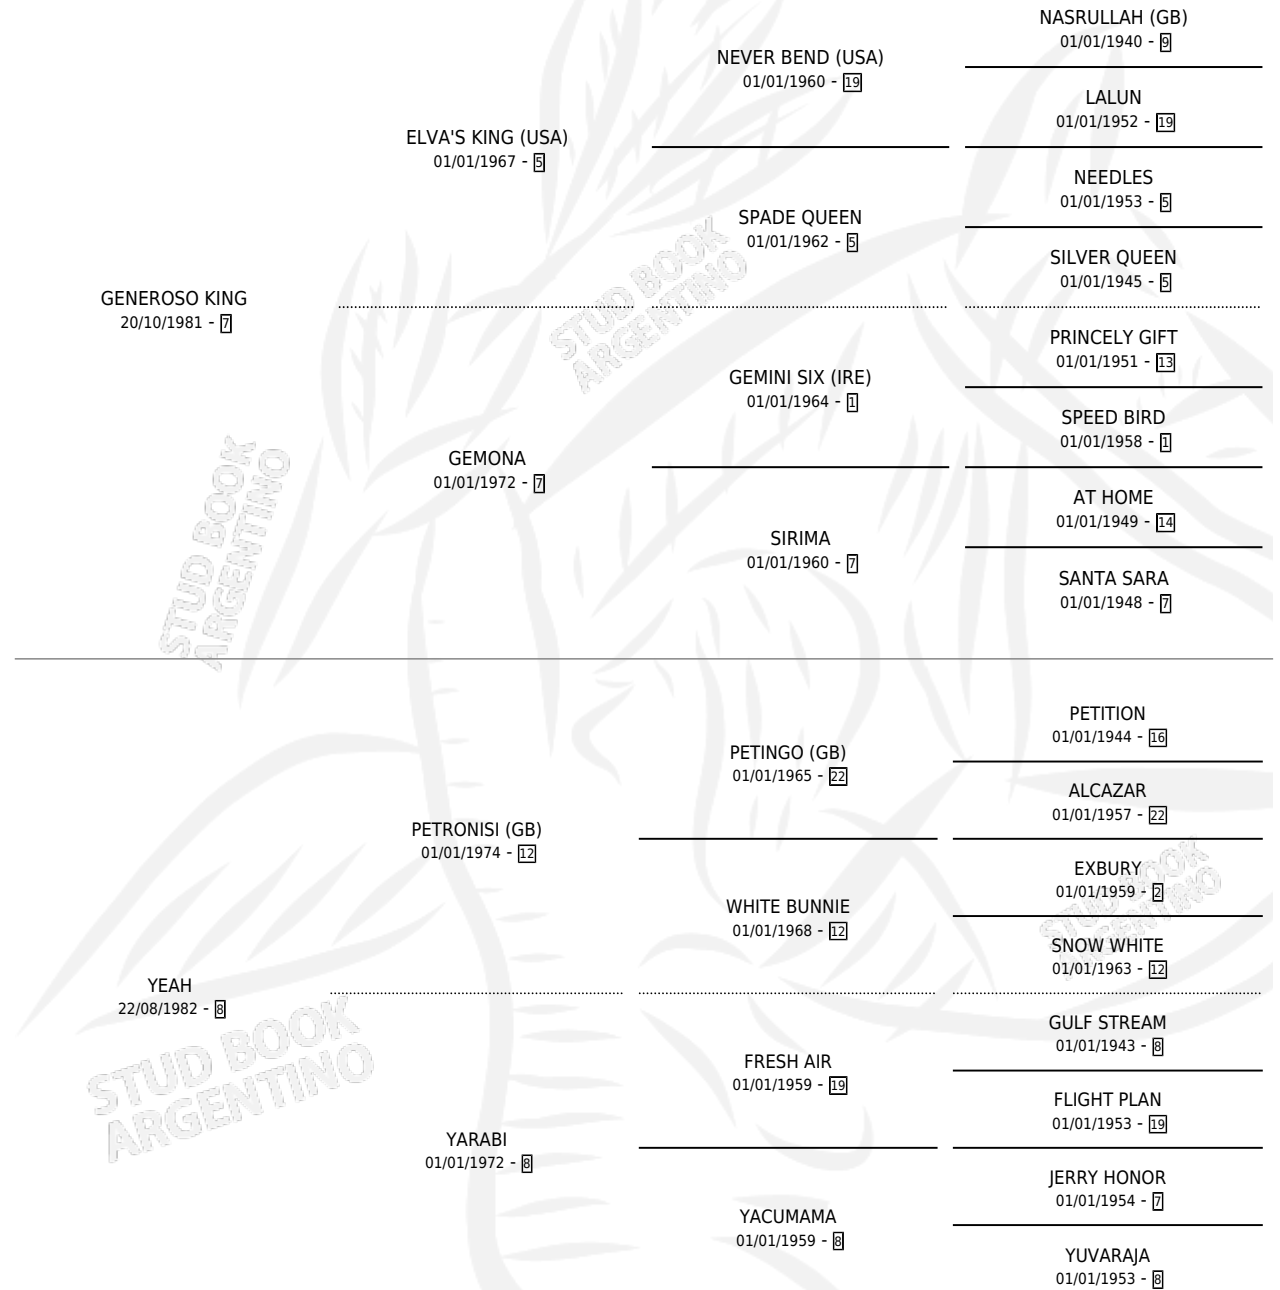 NASRULLAH (GB)
01/01/1940 - 9
NEVER BEND (USA)
01/01/1960 - 19
LALUN
01/01/1952 - 19
ELVA'S KING (USA)
01/01/1967 - 5
NEEDLES
01/01/1953 - 5
SPADE QUEEN
01/01/1962 - 5
SILVER QUEEN
01/01/1945 - 5
GENEROSO KING
20/10/1981 - 7
STUD BOOK
ARGENTINO
PRINCELY GIFT
01/01/1951 - 13
GEMINI SIX (IRE)
01/01/1964 - 1
SPEED BIRD
01/01/1958 - 1
GEMONA
01/01/1972 - 7
AT HOME
01/01/1949 - 14
SIRIMA
01/01/1960 - 7
SANTA SARA
01/01/1948 - 7
STUD BOOK
ARGENTINO
PETITION
01/01/1944 - 16
PETINGO (GB)
01/01/1965 - 22
ALCAZAR
01/01/1957 - 22
PETRONISI (GB)
01/01/1974 - 12
EXBURY
01/01/1959 - 2
WHITE BUNNIE
01/01/1968 - 12
SNOW WHITE
01/01/1963 - 12
STUD BOOK
ARGENTINO
YEAH
22/08/1982 - 8
GULF STREAM
01/01/1943 - 8
FRESH AIR
01/01/1959 - 19
FLIGHT PLAN
01/01/1953 - 19
STUD BOOK
ARGENTINO
YARABI
01/01/1972 - 8
JERRY HONOR
01/01/1954 - 7
YACUMAMA
01/01/1959 - 8
YUVARAJA
01/01/1953 - 8